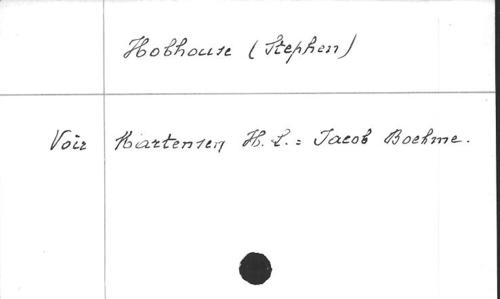 Hobhouse (Stephen)
Voir Martensen H. L. = Jacob Boehme.